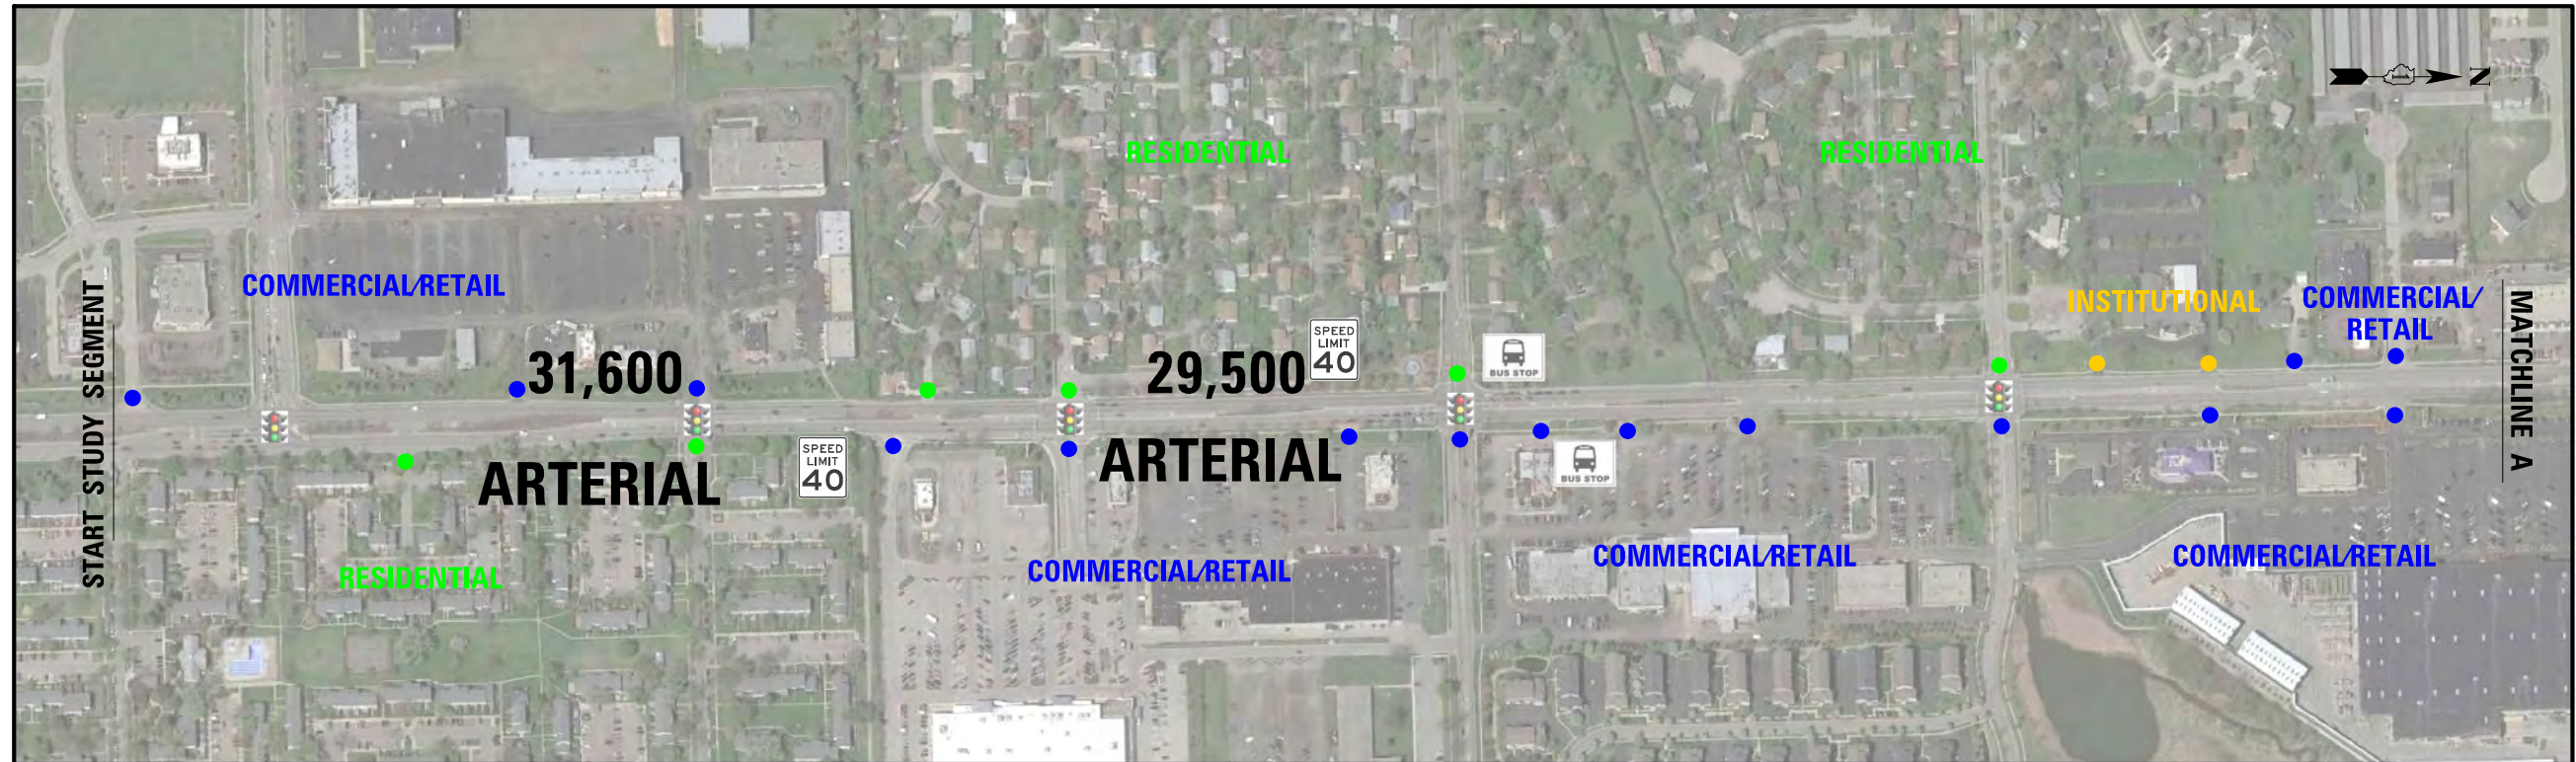 N
RESIDENTIAL
RESIDENTIAL
COMMERCIAL/RETAIL
INSTITUTIONAL
COMMERCIAL/
RETAIL
START STUDY SEGMENT
31,600
29,500
SPEED
LIMIT
40
BUS STOP
MATCHLINE A
ARTERIAL
SPEED
LIMIT
40
ARTERIAL
BUS STOP
RESIDENTIAL
COMMERCIAL/RETAIL
COMMERCIAL/RETAIL
COMMERCIAL/RETAIL